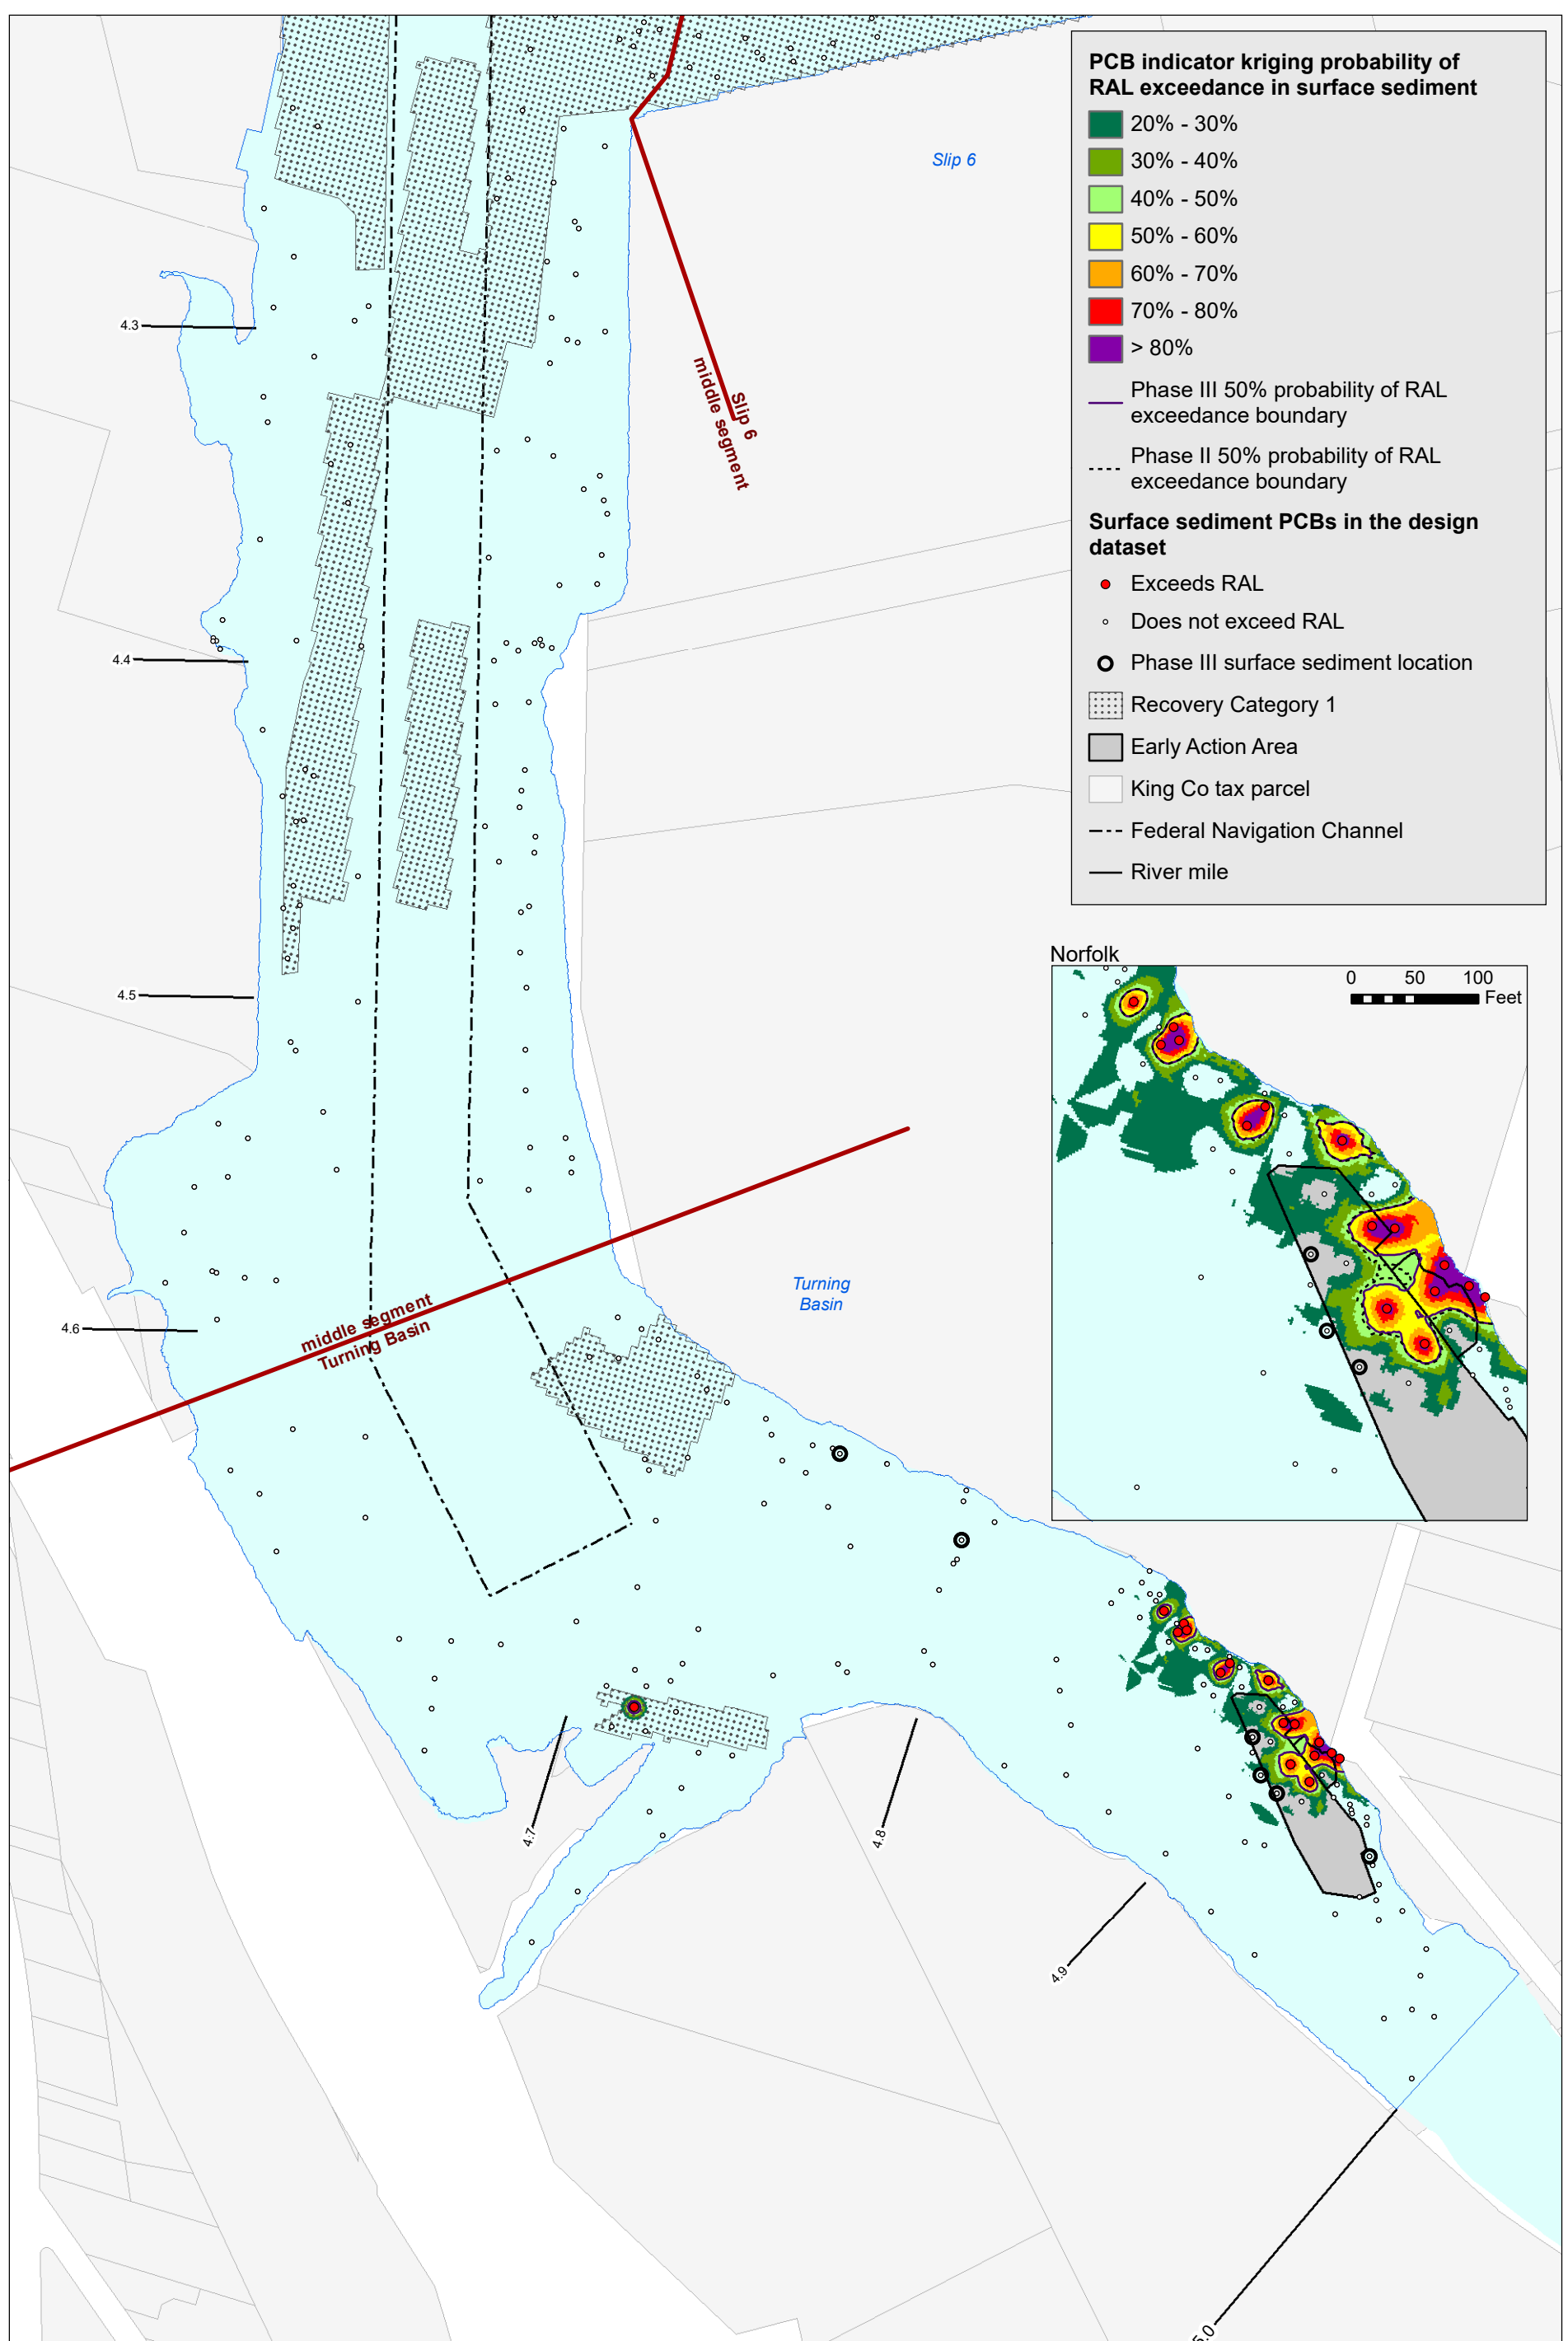 PCB indicator kriging probability of
RAL exceedance in surface sediment
20% - 30%
30% - 40%
40% - 50%
50% - 60%
60% - 70%
70% - 80%
> 80%
Phase III 50% probability of RAL
exceedance boundary
Phase II 50% probability of RAL
exceedance boundary
Surface sediment PCBs in the design
dataset
Exceeds RAL
Does not exceed RAL
Phase III surface sediment location
Recovery Category 1
Early Action Area
King Co tax parcel
Federal Navigation Channel
River mile
Slip 6
4.3
Slip 6
middle segment
4.4
Norfolk
0 50 100
Feet
4.5
Turning
Basin
4.6
middle segment
Turning Basin
4.7
4.8
4.9
5.0